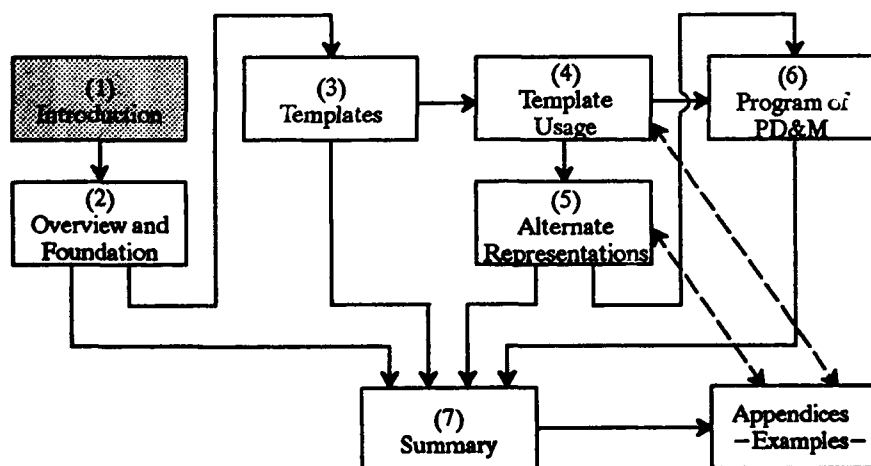 (1)
Introduction
(2)
Overview and
Foundation
(3)
Templates
(4)
Template
Usage
(5)
Alternate
Representations
(6)
Program of
PD&M
(7)
Summary
Appendices
–Examples–